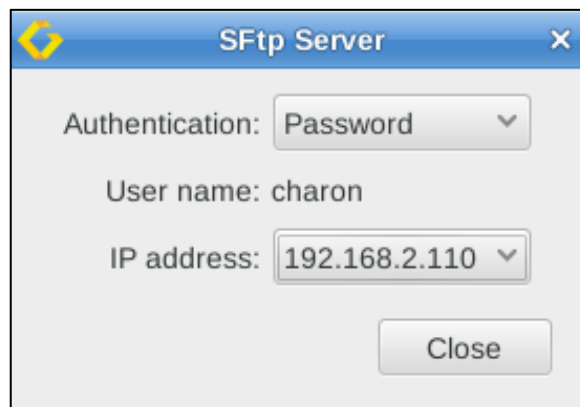 SFtp Server
Authentication: Password
User name: charon
IP address: 192.168.2.110
Close